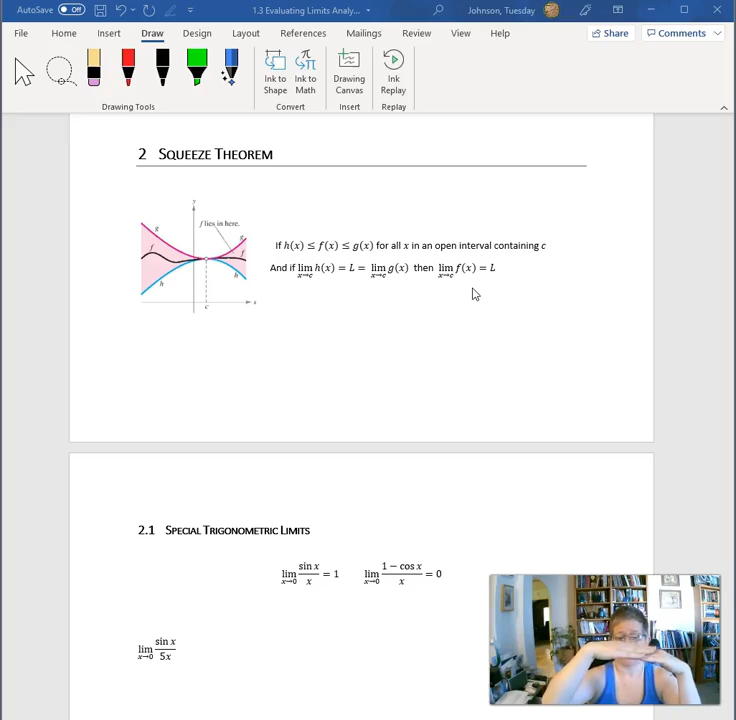 AutoSave Off 1.3 Evaluating Limits Analy... Johnson, Tuesday
File Home Insert Draw Design Layout References Mailings Review View Help Share Comments
Ink to Shape Ink to Math Drawing Canvas Ink Replay
Drawing Tools Convert Insert Replay
2 SQUEEZE THEOREM
y
g
f lies in here.
g
f
f
h
h
c
x
If h(x) ≤ f(x) ≤ g(x) for all x in an open interval containing c
And if lim x→c h(x) = L = lim x→c g(x) then lim x→c f(x) = L
2.1 SPECIAL TRIGONOMETRIC LIMITS
lim x→0 sin x / x = 1 lim x→0 1 − cos x / x = 0
lim x→0 sin x / 5x